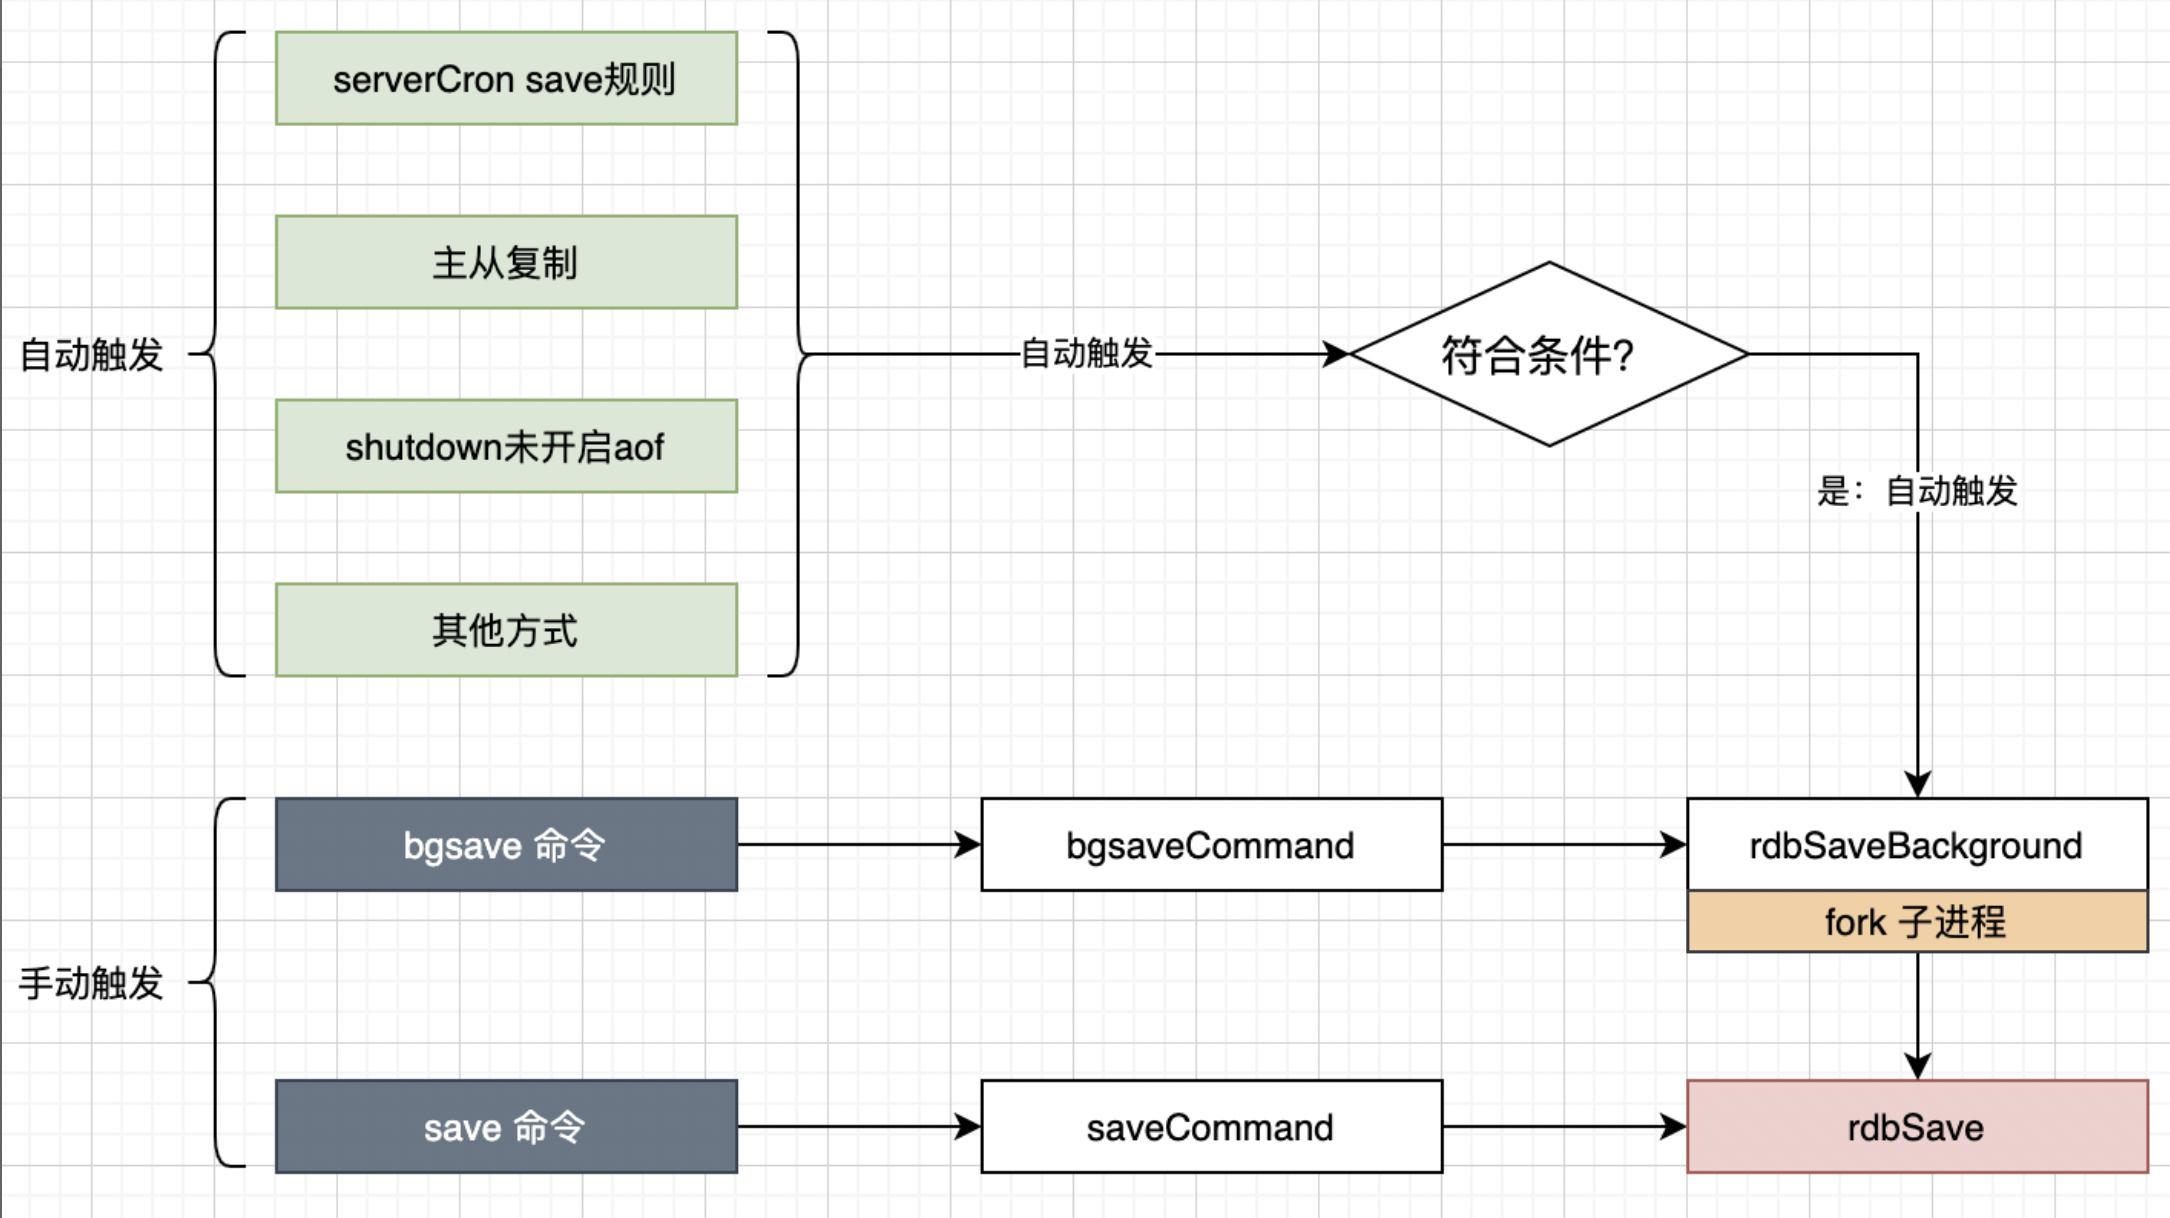 serverCron save规则
主从复制
自动触发
自动触发
符合条件?
shutdown未开启aof
是：自动触发
其他方式
bgsave 命令
bgsaveCommand
rdbSaveBackground
fork 子进程
手动触发
save 命令
saveCommand
rdbSave